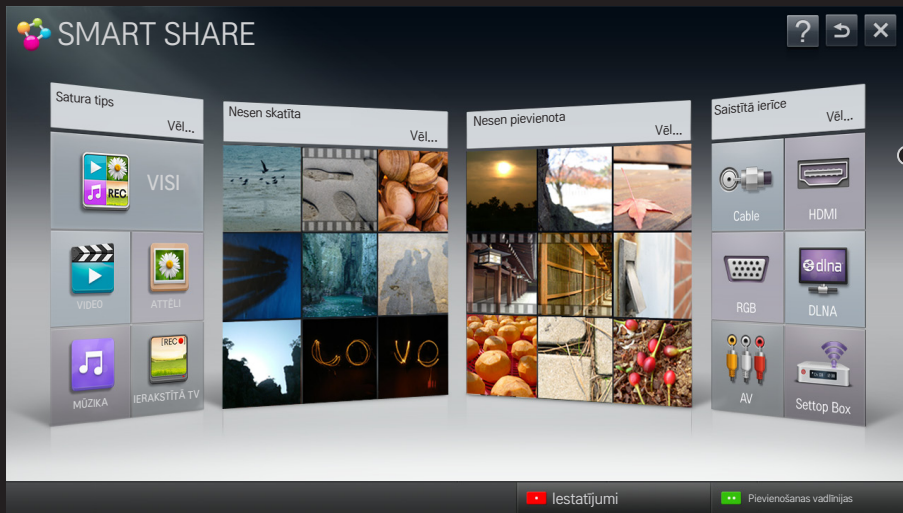 SMART SHARE
?
Satura tips
Vēl...
VISI
REC
VIDEO
ATTĒLI
MŪZIKA
[REC]
IERAKSTĪTĀ TV
Nesen skatīta
Vēl...
LOVO
Nesen pievienota
Vēl...
Saistītā ierīce
Vēl...
Cable
HDMI
RGB
dlna
DLNA
AV
Settop Box
Iestatījumi
Pievienošanas vadlīnijas